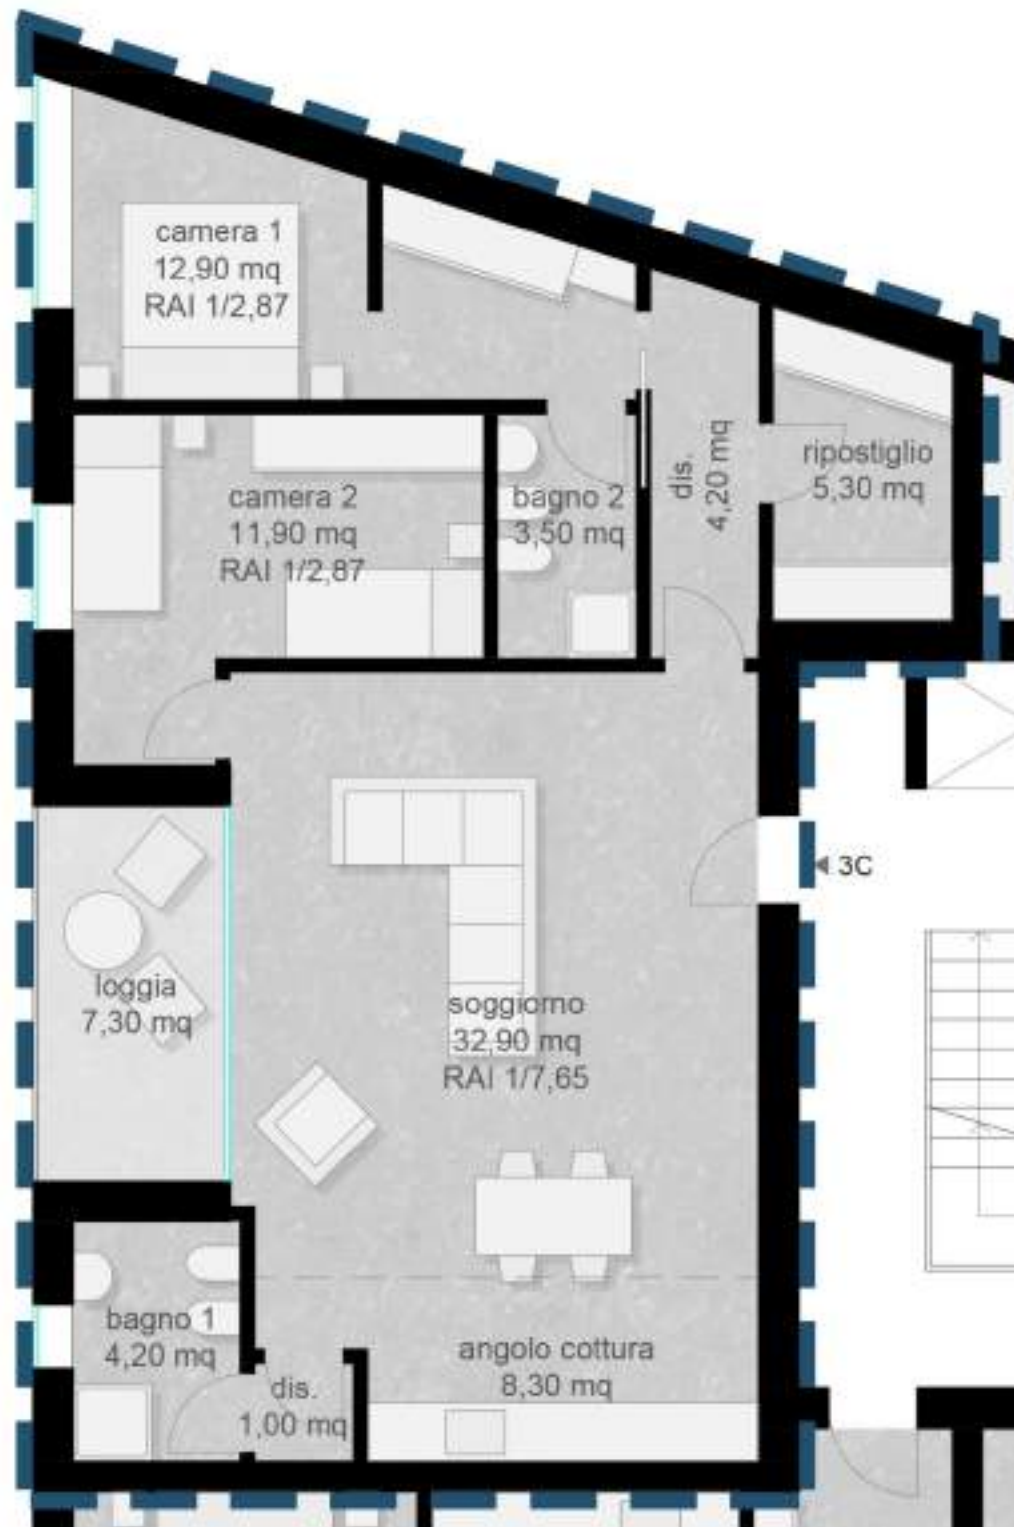 camera 1
12,90 mq
RAI 1/2,87
camera 2
11,90 mq
RAI 1/2,87
bagno 2
3,50 mq
dis.
4,20 mq
ripostiglio
5,30 mq
3C
loggia
7,30 mq
soggiorno
32,90 mq
RAI 1/7,65
bagno 1
4,20 mq
dis.
1,00 mq
angolo cottura
8,30 mq